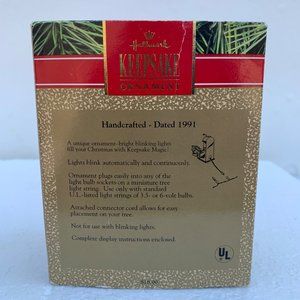 Hallmark
KEEPSAKE
ORNAMENT
Handcrafted - Dated 1991
A unique ornament-bright blinking lights
fill your Christmas with Keepsake Magic!
Lights blink automatically and continuously.
Ornament plugs easily into any of the
light bulb sockets on a miniature tree
light string. Use only with standard
U.L.-listed light strings of 3.5- or 6-volt bulbs.
Attached connector cord allows for easy
placement on your tree.
Not for use with blinking lights.
Complete display instructions enclosed.
UL